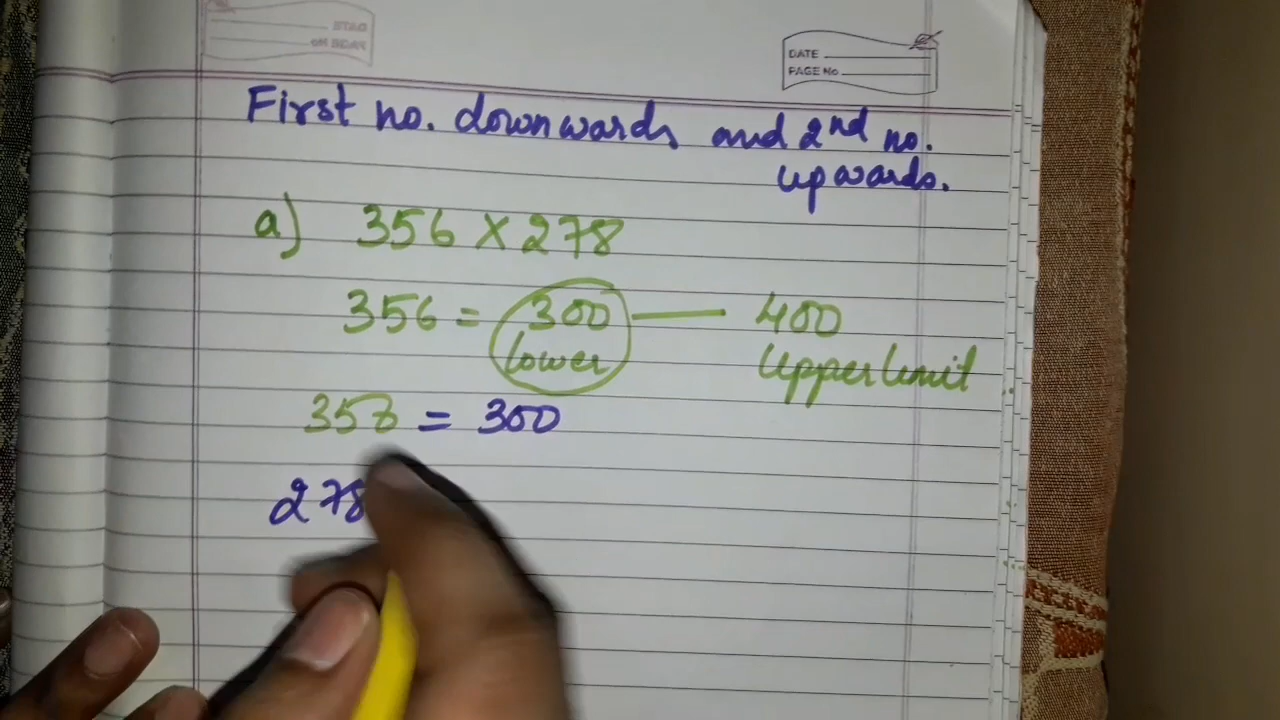 DATE
PAGE No
First no. downwards and 2nd no.
upwards.
a) 356 × 278
356 = 300 — 400
lower Upper limit
358 = 300
278